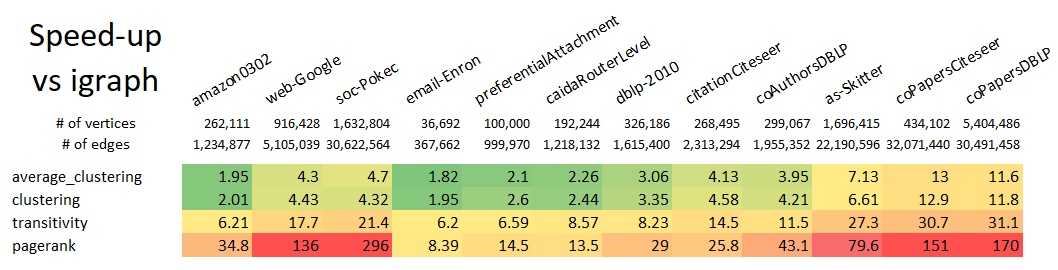 Speed-up
vs igraph
amazon0302 web-Google soc-Pokec email-Enron preferentialAttachment caidaRouterLevel dblp-2010 citationCiteseer coAuthorsDBLP as-Skitter coPapersCiteseer coPapersDBLP
# of vertices 262,111 916,428 1,632,804 36,692 100,000 192,244 326,186 268,495 299,067 1,696,415 434,102 5,404,486
# of edges 1,234,877 5,105,039 30,622,564 367,662 999,970 1,218,132 1,615,400 2,313,294 1,955,352 22,190,596 32,071,440 30,491,458
average_clustering 1.95 4.3 4.7 1.82 2.1 2.26 3.06 4.13 3.95 7.13 13 11.6
clustering 2.01 4.43 4.32 1.95 2.6 2.44 3.35 4.58 4.21 6.61 12.9 11.8
transitivity 6.21 17.7 21.4 6.2 6.59 8.57 8.23 14.5 11.5 27.3 30.7 31.1
pagerank 34.8 136 296 8.39 14.5 13.5 29 25.8 43.1 79.6 151 170